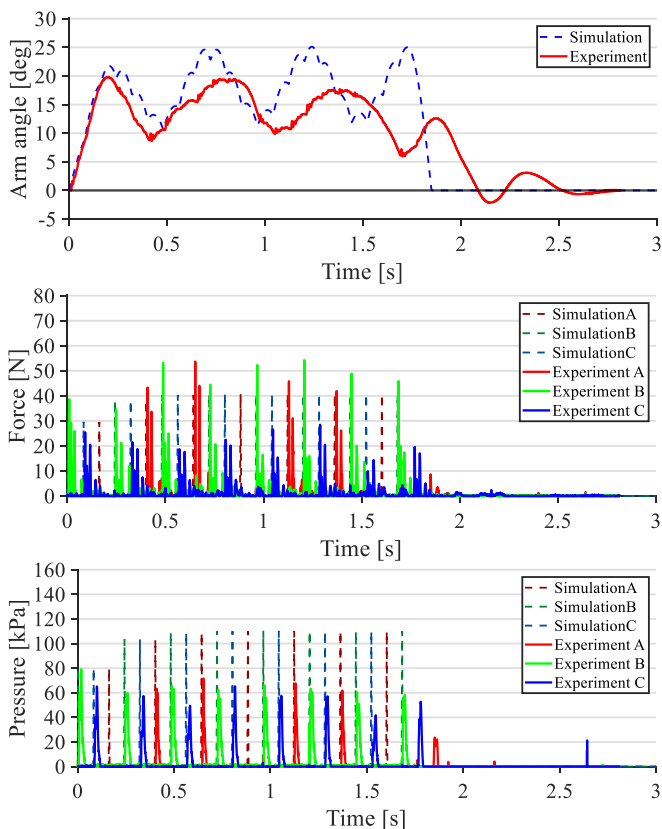 30
25
20
15
10
5
0
-5
Arm angle [deg]
0 0.5 1 1.5 2 2.5 3
Time [s]
Simulation
Experiment
80
70
60
50
40
30
20
10
0
Force [N]
0 0.5 1 1.5 2 2.5 3
Time [s]
SimulationA
SimulationB
SimulationC
Experiment A
Experiment B
Experiment C
160
140
120
100
80
60
40
20
0
Pressure [kPa]
0 0.5 1 1.5 2 2.5 3
Time [s]
SimulationA
SimulationB
SimulationC
Experiment A
Experiment B
Experiment C